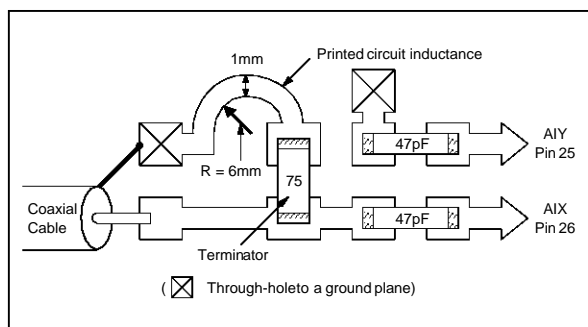 1mm
Printed circuit inductance
R = 6mm
47pF
AIY
Pin 25
75
Coaxial
Cable
47pF
AIX
Pin 26
Terminator
( Through-holeto a ground plane)